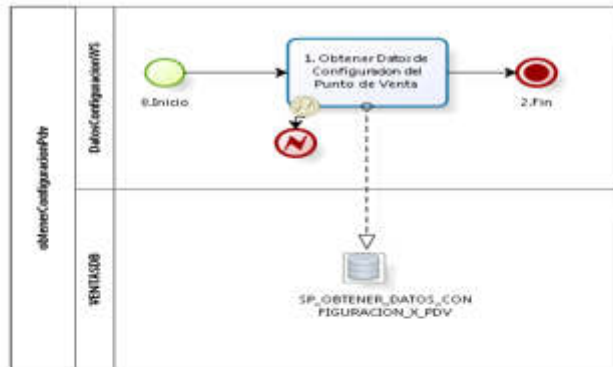 obtenerConfiguracionPdv
DatosConfiguracionWS
0.Inicio
1. Obtener Datos de
Configuracion del
Punto de Venta
2.Fin
VENTASDB
SP_OBTENER_DATOS_CON
FIGURACION_X_PDV